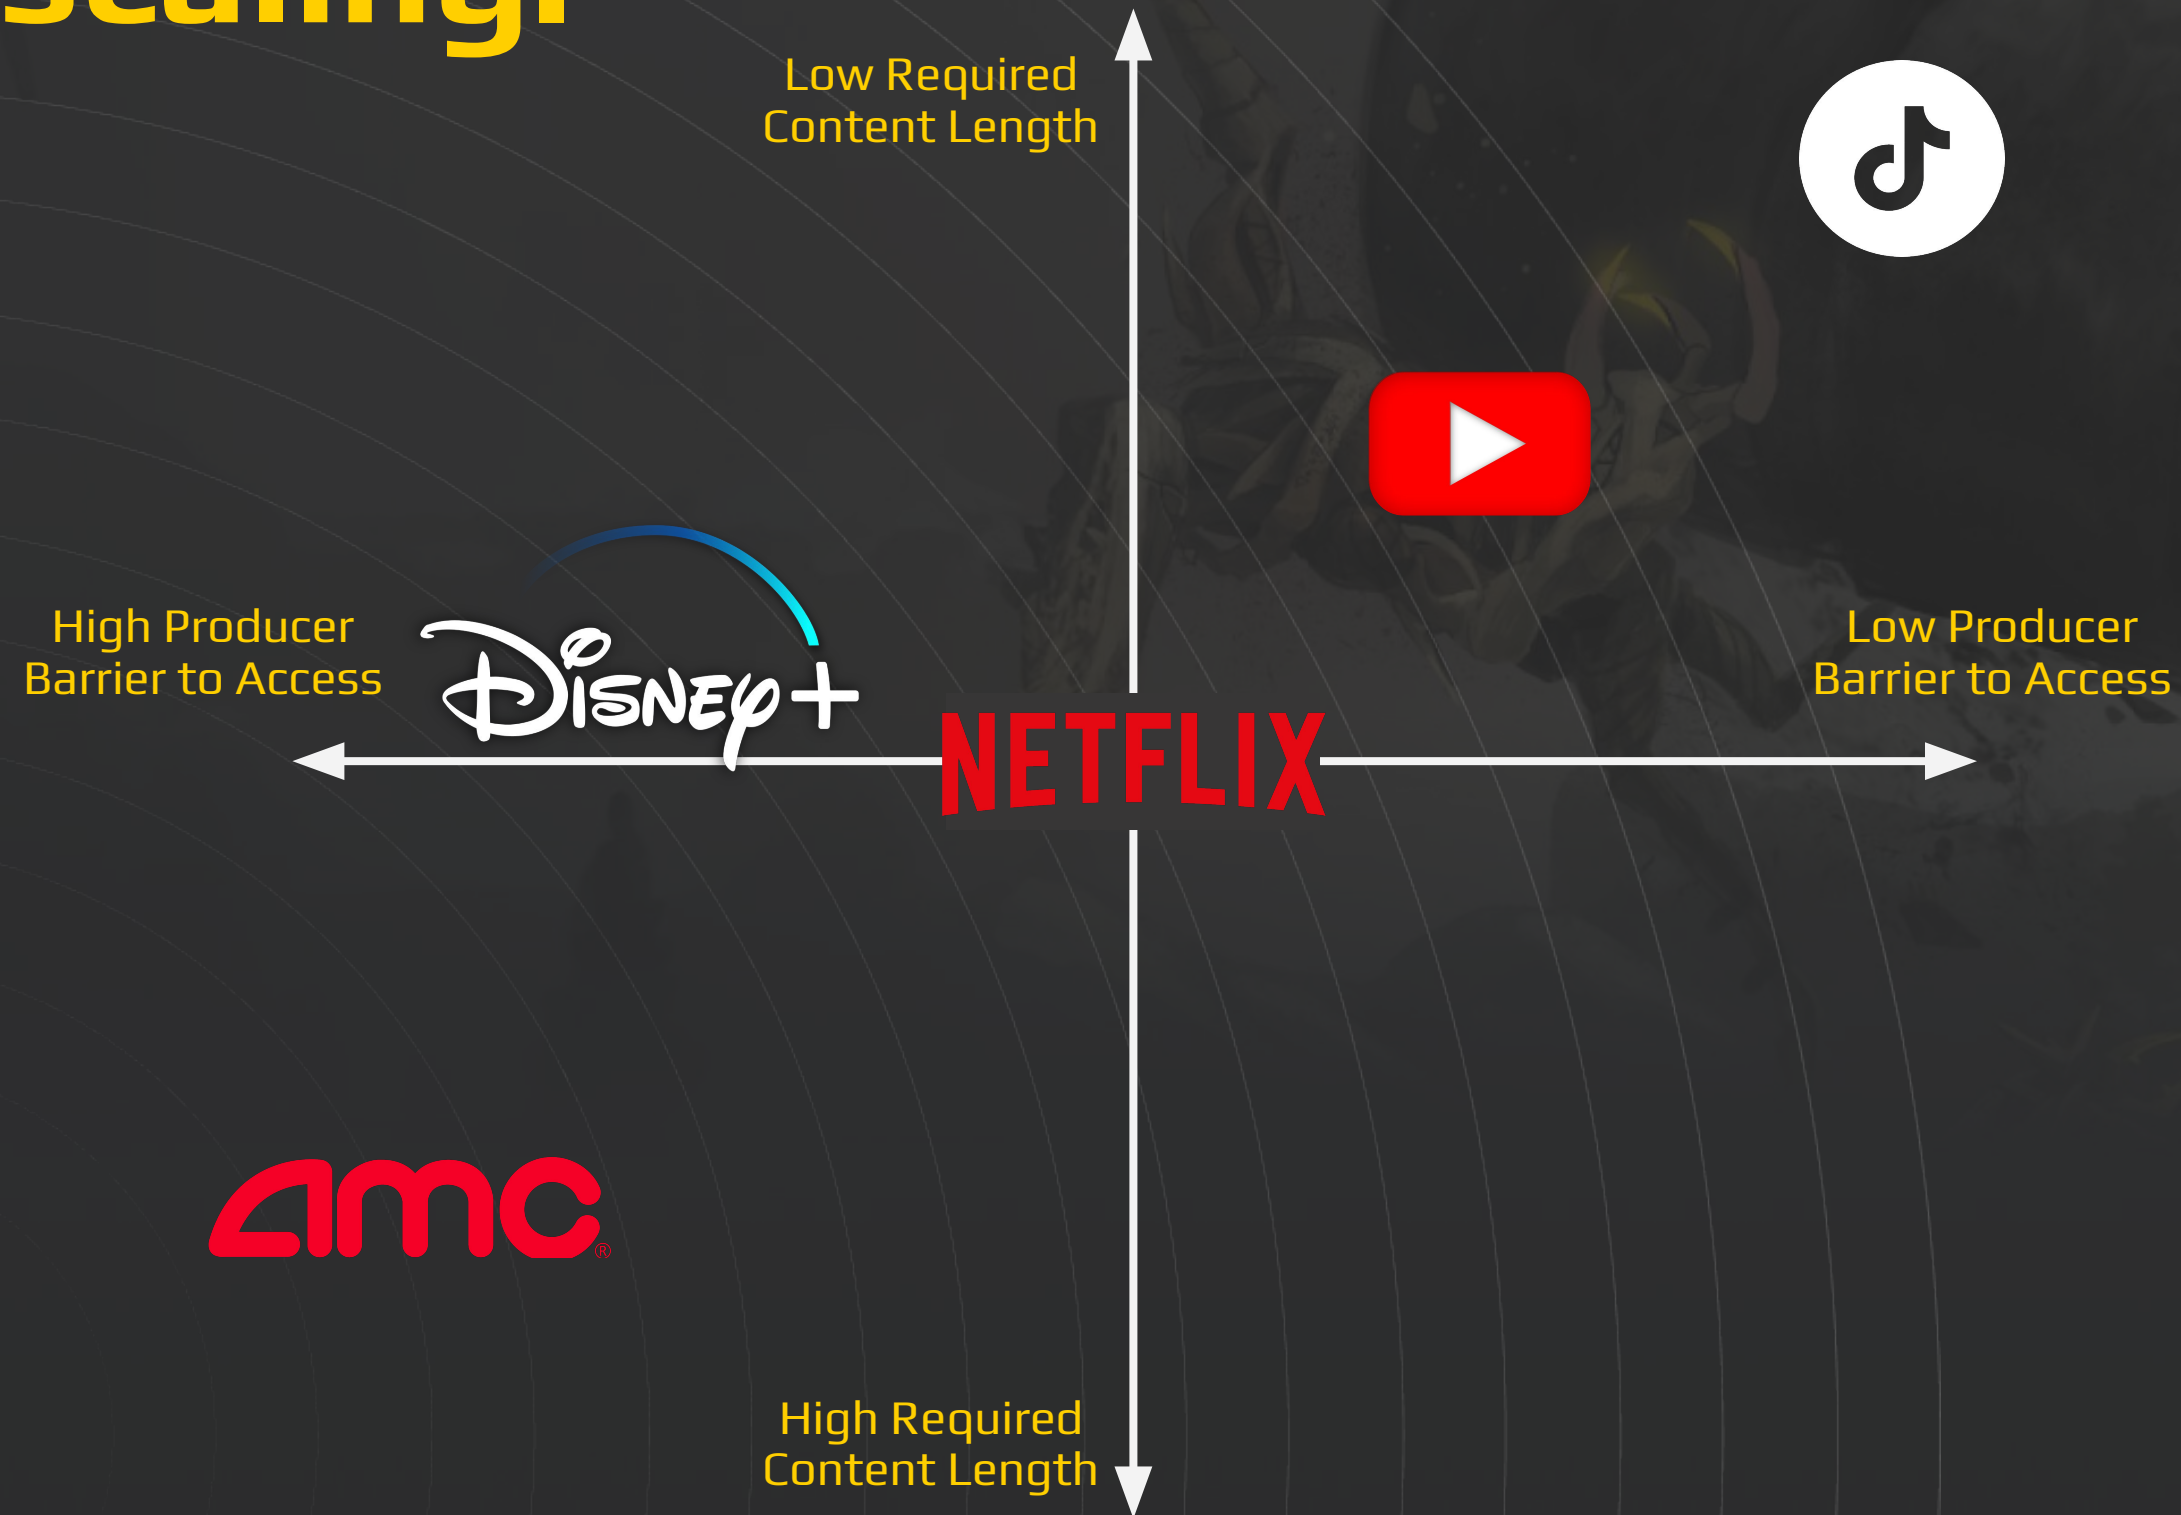 Low Required
Content Length
High Producer
Barrier to Access
DISNEY+
Low Producer
Barrier to Access
NETFLIX
amc®
High Required
Content Length